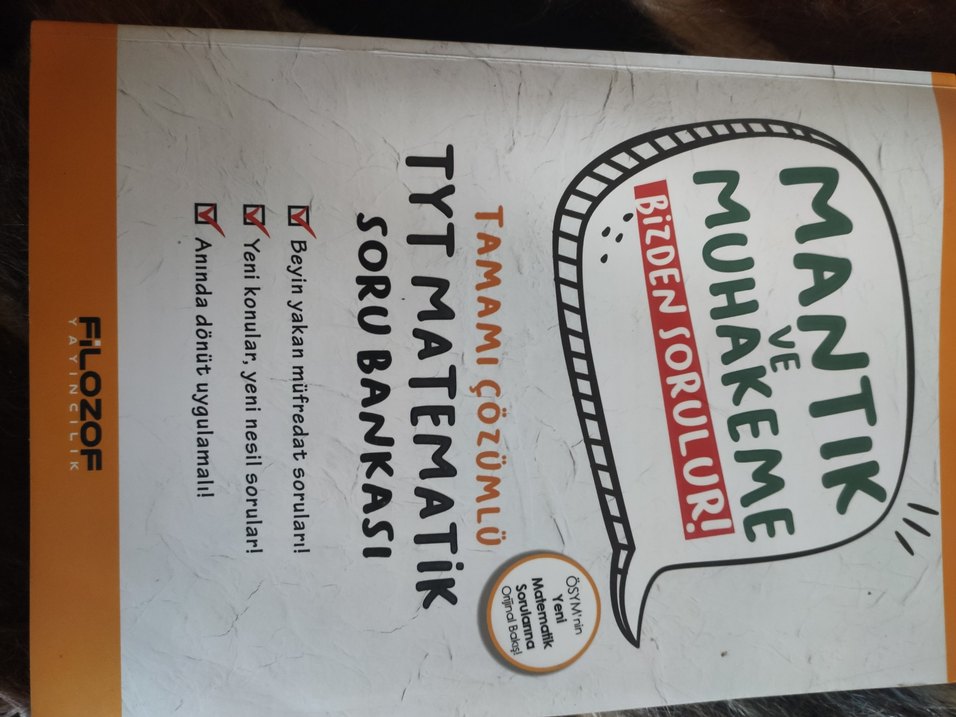 MANTIK
VE
MUHAKEME
BİZDEN SORULUR!
ÖSYM'nin
Yeni
Matematik
Sorularına
Orijinal Bakış!
TAMAMI ÇÖZÜMLÜ
TYT MATEMATİK
SORU BANKASI
Beyin yakan müfredat soruları!
Yeni konular, yeni nesil sorular!
Anında dönüt uygulamalı!
FİLOZOF
YAYINCILIK